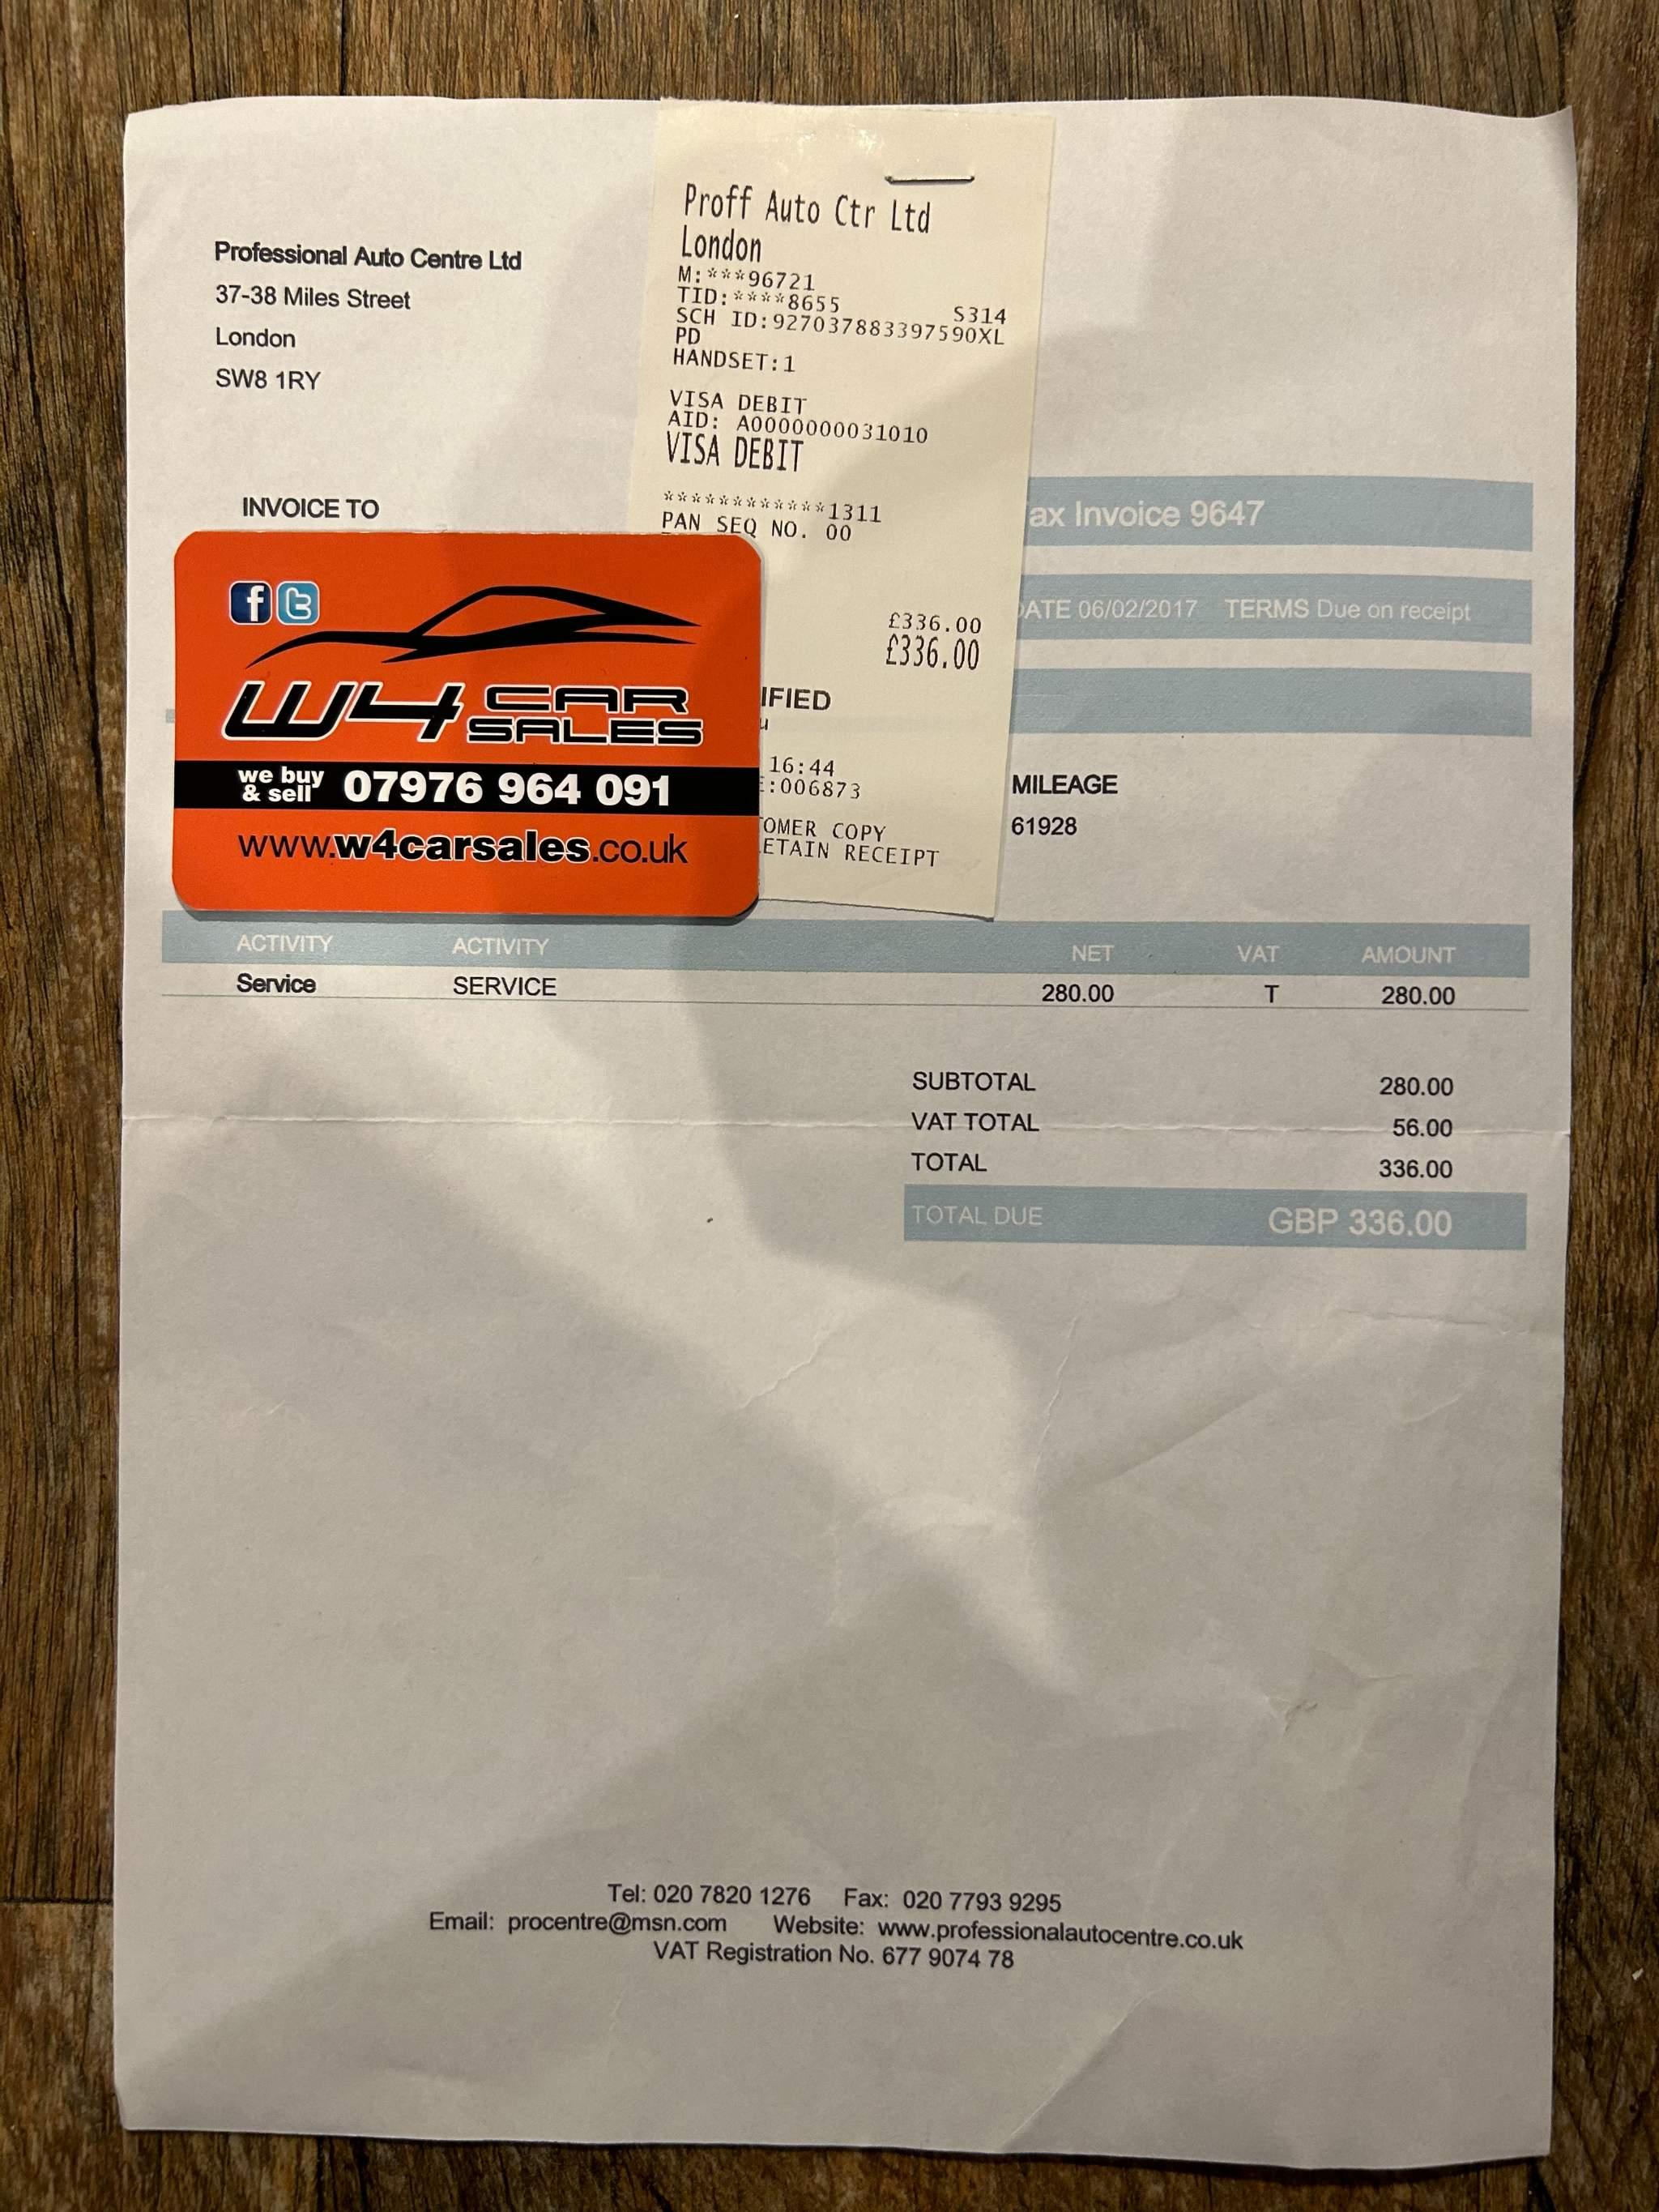 Professional Auto Centre Ltd
37-38 Miles Street
London
SW8 1RY
INVOICE TO
Proff Auto Ctr Ltd
London
M:***96721
TID:****8655 S314
SCH ID:927037883397590XL
PD
HANDSET:1
VISA DEBIT
AID: A0000000031010
VISA DEBIT
************1311
PAN SEQ NO. 00
£336.00
£336.00
IFIED
u
16:44
:006873
TOMER COPY
ETAIN RECEIPT
f t
W4 CAR SALES
we buy & sell 07976 964 091
www.w4carsales.co.uk
ax Invoice 9647
ATE 06/02/2017 TERMS Due on receipt
MILEAGE
61928
ACTIVITY ACTIVITY NET VAT AMOUNT
Service SERVICE 280.00 T 280.00
SUBTOTAL 280.00
VAT TOTAL 56.00
TOTAL 336.00
TOTAL DUE GBP 336.00
Tel: 020 7820 1276 Fax: 020 7793 9295
Email: procentre@msn.com Website: www.professionalautocentre.co.uk
VAT Registration No. 677 9074 78